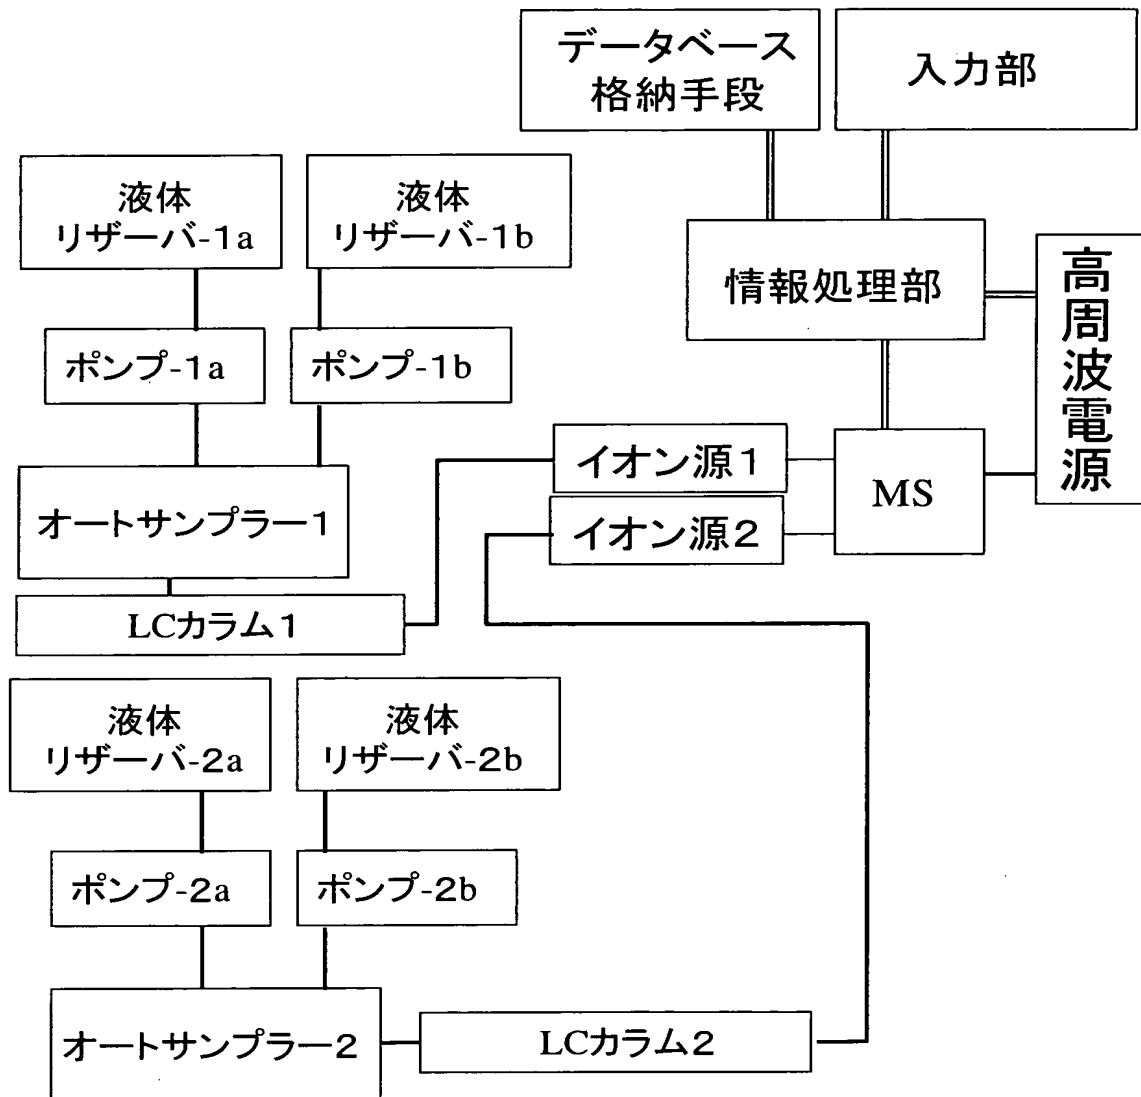 データベース
格納手段
入力部
液体
リザーバ-1a
液体
リザーバ-1b
情報処理部
高周波電源
ポンプ-1a
ポンプ-1b
イオン源1
MS
オートサンプラー1
イオン源2
LCカラム1
液体
リザーバ-2a
液体
リザーバ-2b
ポンプ-2a
ポンプ-2b
オートサンプラー2
LCカラム2